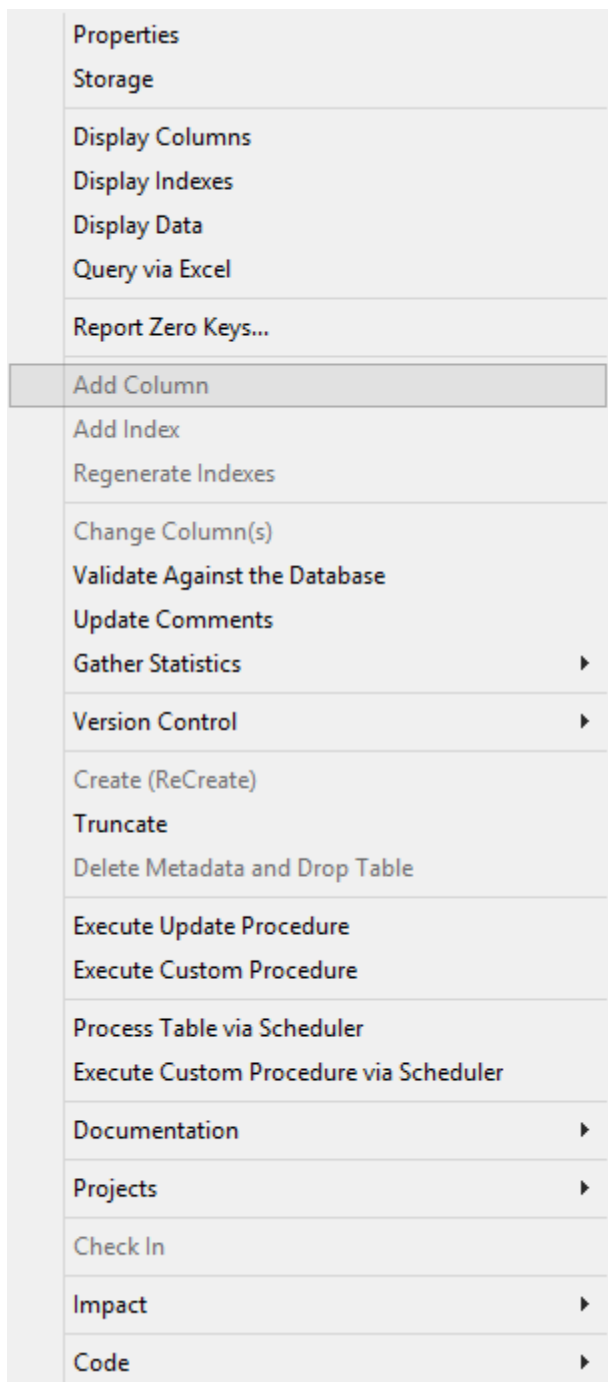 Properties
Storage
Display Columns
Display Indexes
Display Data
Query via Excel
Report Zero Keys...
Add Column
Add Index
Regenerate Indexes
Change Column(s)
Validate Against the Database
Update Comments
Gather Statistics
Version Control
Create (ReCreate)
Truncate
Delete Metadata and Drop Table
Execute Update Procedure
Execute Custom Procedure
Process Table via Scheduler
Execute Custom Procedure via Scheduler
Documentation
Projects
Check In
Impact
Code